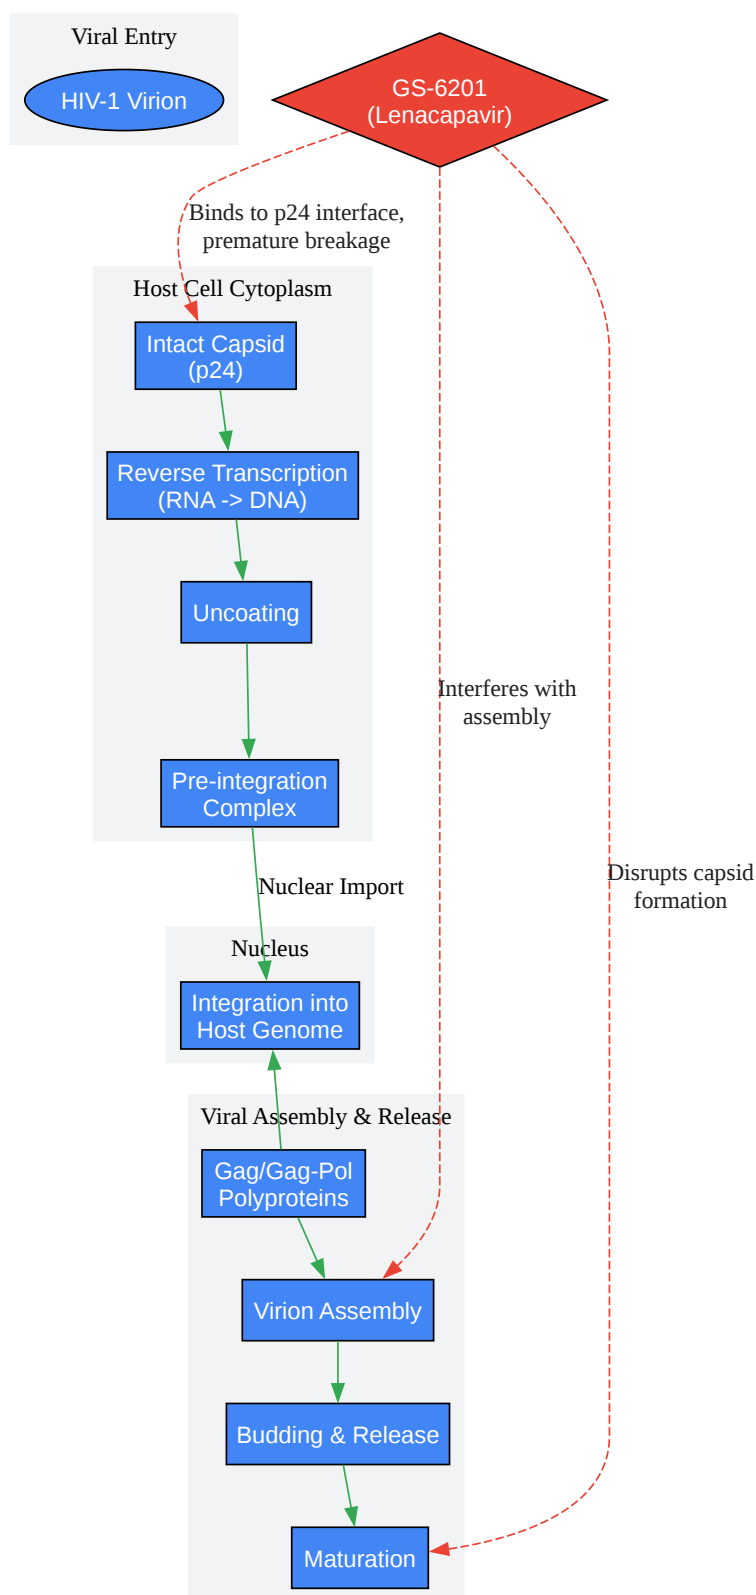 Viral Entry
HIV-1 Virion
GS-6201
(Lenacapavir)
Binds to p24 interface,
premature breakage
Host Cell Cytoplasm
Intact Capsid
(p24)
Reverse Transcription
(RNA -> DNA)
Uncoating
Interferes with
assembly
Pre-integration
Complex
Disrupts capsid
formation
Nuclear Import
Nucleus
Integration into
Host Genome
Viral Assembly & Release
Gag/Gag-Pol
Polyproteins
Virion Assembly
Budding & Release
Maturation